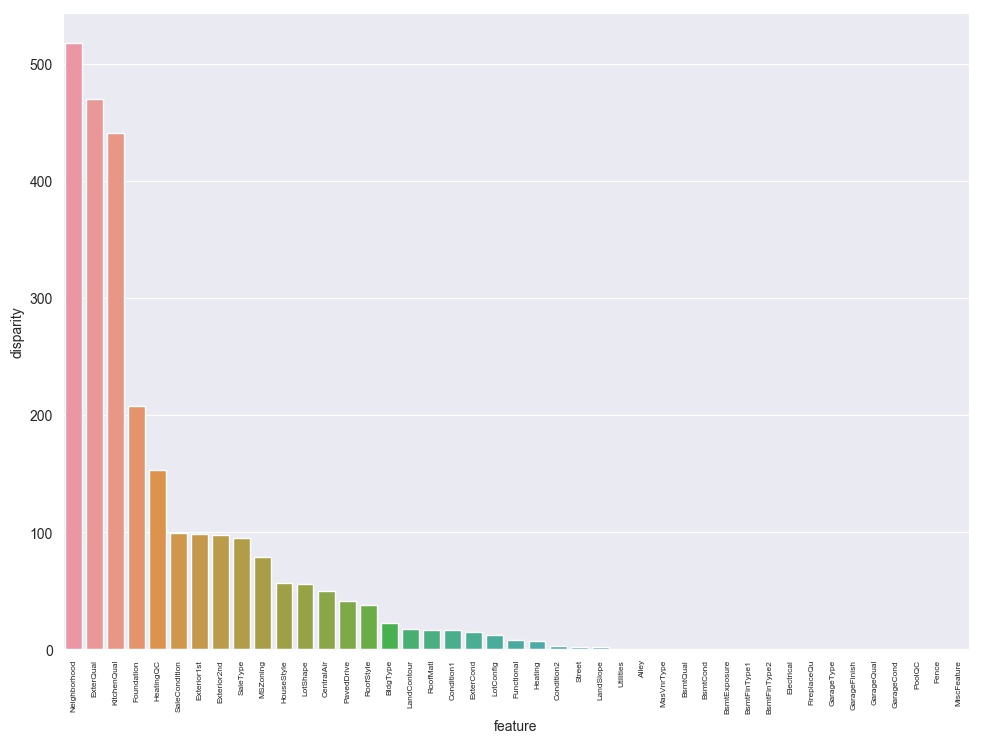 500
400
300
200
100
0
disparity
Neighborhood
ExterQual
KitchenQual
Foundation
HeatingQC
SaleCondition
Exterior1st
Exterior2nd
SaleType
MSZoning
HouseStyle
LotShape
CentralAir
PavedDrive
RoofStyle
BldgType
LandContour
RoofMatl
Condition1
ExterCond
LotConfig
Functional
Heating
Condition2
Street
LandSlope
Utilities
Alley
MasVnrType
BsmtQual
BsmtCond
BsmtExposure
BsmtFinType1
BsmtFinType2
Electrical
FireplaceQu
GarageType
GarageFinish
GarageQual
GarageCond
PoolQC
Fence
MiscFeature
feature